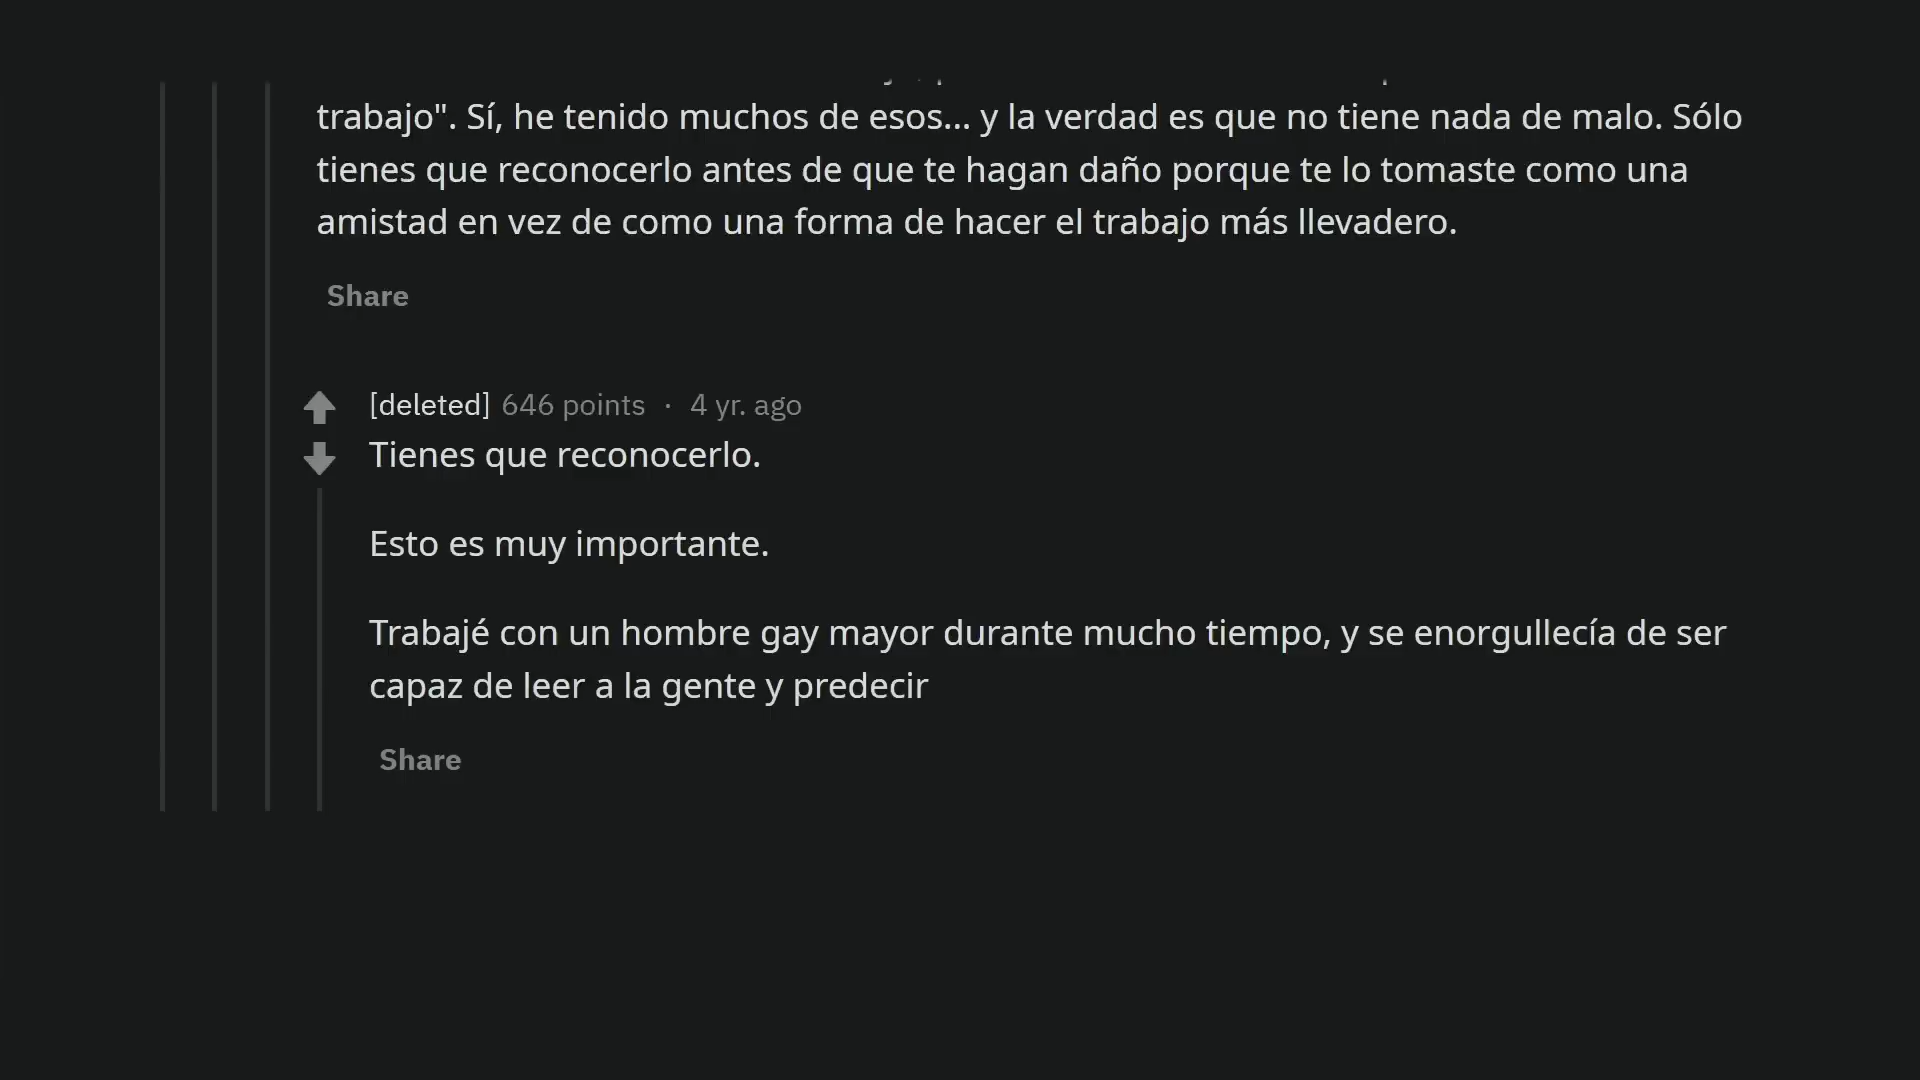 trabajo". Sí, he tenido muchos de esos... y la verdad es que no tiene nada de malo. Sólo
tienes que reconocerlo antes de que te hagan daño porque te lo tomaste como una
amistad en vez de como una forma de hacer el trabajo más llevadero.
Share
[deleted] 646 points · 4 yr. ago
Tienes que reconocerlo.
Esto es muy importante.
Trabajé con un hombre gay mayor durante mucho tiempo, y se enorgullecía de ser
capaz de leer a la gente y predecir
Share